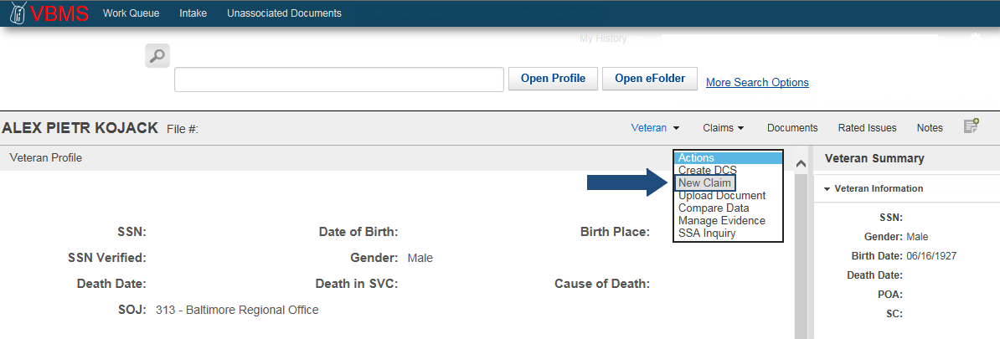 VBMS Work Queue Intake Unassociated Documents
My History
Open Profile Open eFolder More Search Options
ALEX PIETR KOJACK File #: Veteran Claims Documents Rated Issues Notes
Veteran Profile
Actions
Create DCS
New Claim
Upload Document
Compare Data
Manage Evidence
SSA Inquiry
SSN: Date of Birth: Birth Place:
SSN Verified: Gender: Male
Death Date: Death in SVC: Cause of Death:
SOJ: 313 - Baltimore Regional Office
Veteran Summary
Veteran Information
SSN:
Gender: Male
Birth Date: 06/16/1927
Death Date:
POA:
SC: